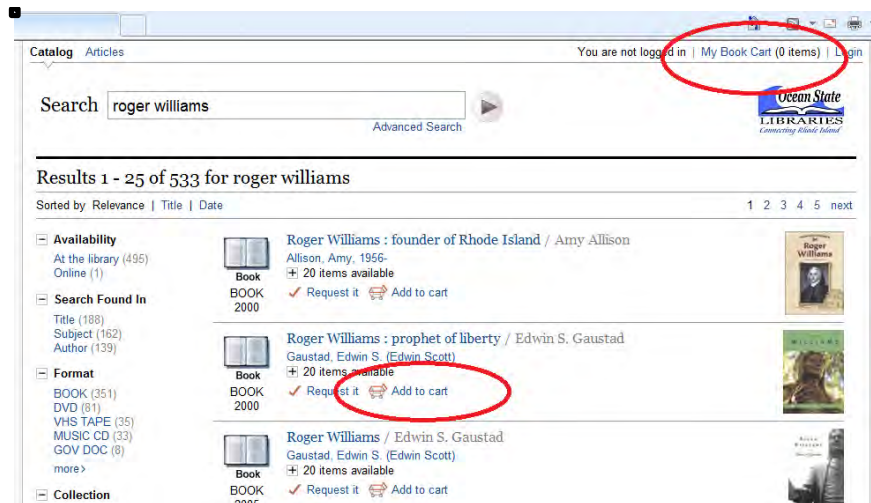 Catalog Articles
You are not logged in | My Book Cart (0 items) | Login
Search roger williams
Advanced Search
Ocean State
LIBRARIES
Connecting Rhode Island
Results 1 - 25 of 533 for roger williams
Sorted by Relevance | Title | Date
1 2 3 4 5 next
Availability
At the library (495)
Online (1)
Search Found In
Title (188)
Subject (162)
Author (139)
Format
BOOK (351)
DVD (81)
VHS TAPE (35)
MUSIC CD (33)
GOV DOC (8)
more>
Collection
Book
BOOK
2000
Roger Williams : founder of Rhode Island / Amy Allison
Allison, Amy, 1956-
20 items available
Request it Add to cart
Roger
Williams
Book
BOOK
2000
Roger Williams : prophet of liberty / Edwin S. Gaustad
Gaustad, Edwin S. (Edwin Scott)
20 items available
Request it Add to cart
WILLIAMS
Book
BOOK
2005
Roger Williams / Edwin S. Gaustad
Gaustad, Edwin S. (Edwin Scott)
20 items available
Request it Add to cart